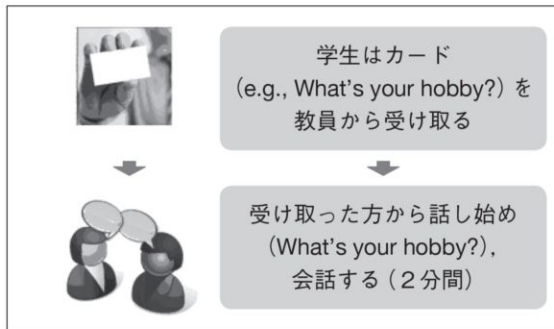 学生はカード
(e.g., What's your hobby?) を
教員から受け取る
受け取った方から話し始め
(What's your hobby?),
会話する (2分間)